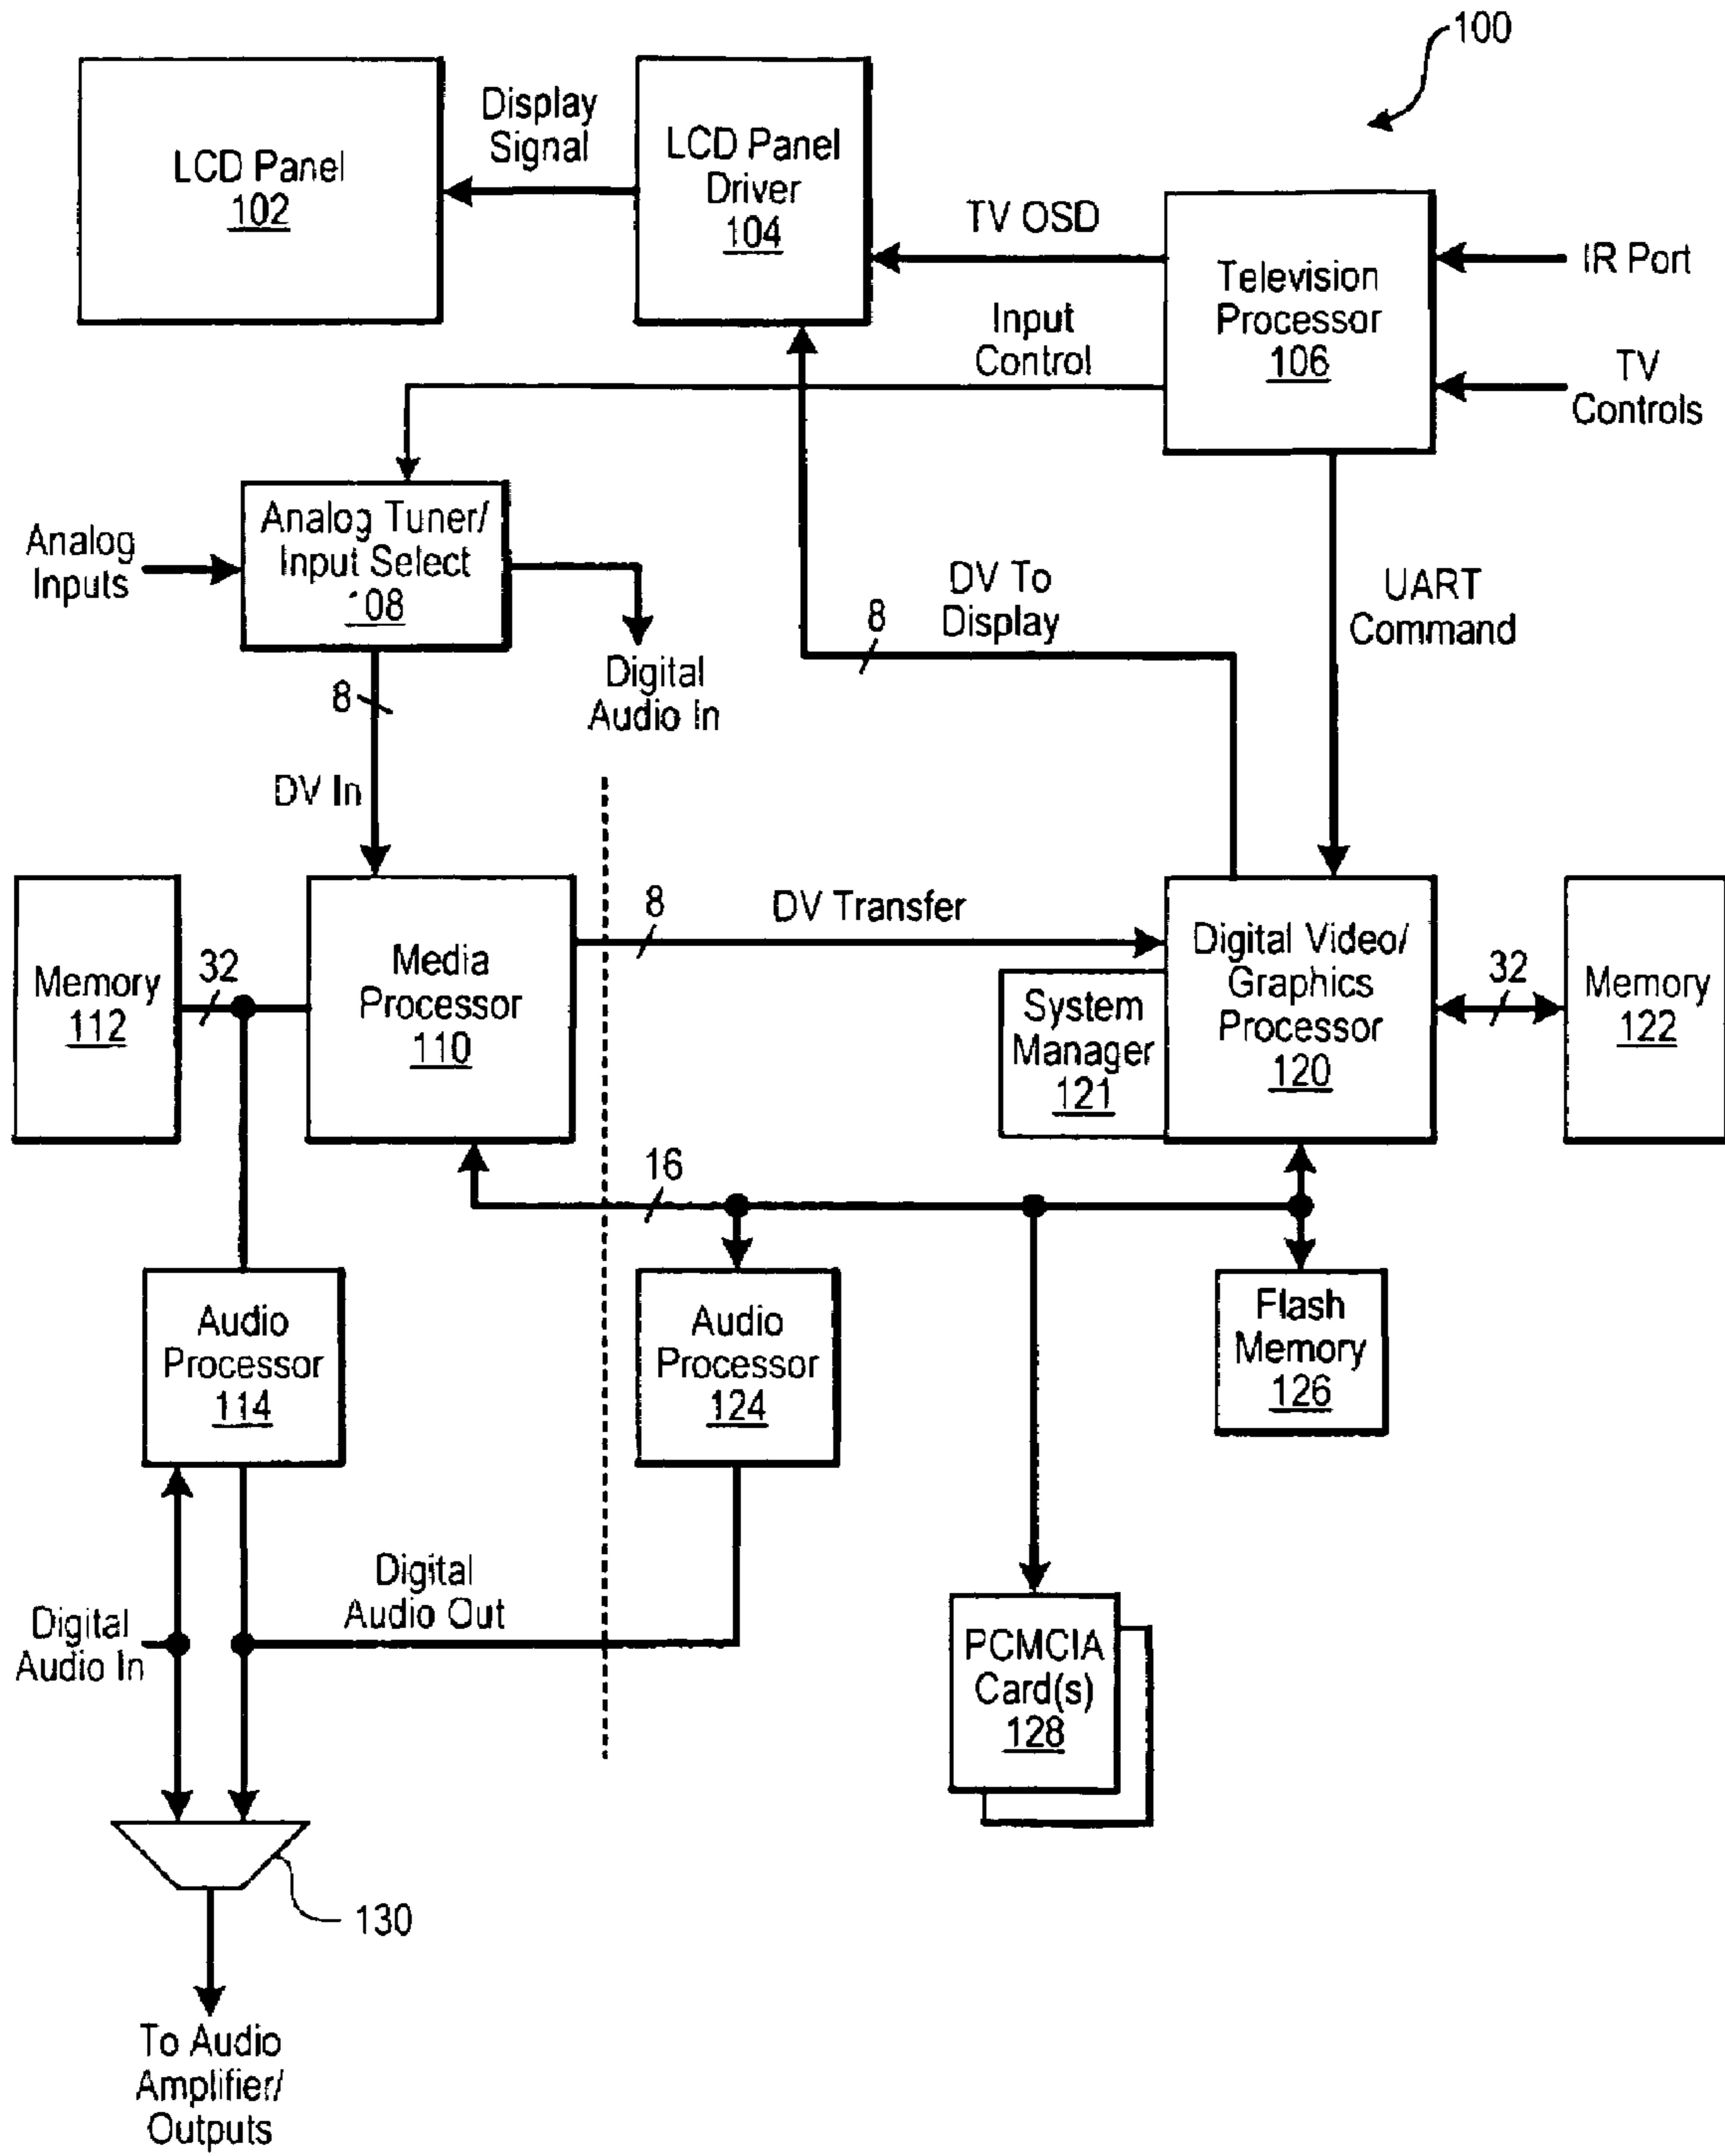 100
LCD Panel
102
Display
Signal
LCD Panel
Driver
104
TV OSD
Television
Processor
106
IR Port
TV
Controls
Input
Control
Analog
Inputs
Analog Tuner/
Input Select
108
Digital
Audio In
8
DV In
DV To
Display
8
UART
Command
Memory
112
32
Media
Processor
110
8
DV Transfer
Digital Video/
Graphics
Processor
120
System
Manager
121
32
Memory
122
16
Audio
Processor
114
Audio
Processor
124
Flash
Memory
126
Digital
Audio In
Digital
Audio Out
PCMCIA
Card(s)
128
130
To Audio
Amplifier/
Outputs